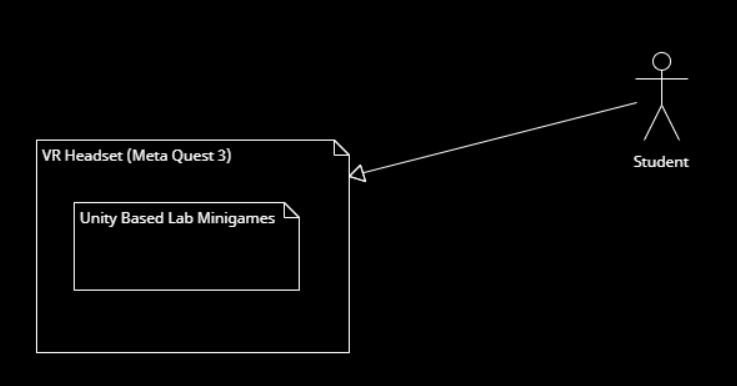 VR Headset (Meta Quest 3)
Unity Based Lab Minigames
Student